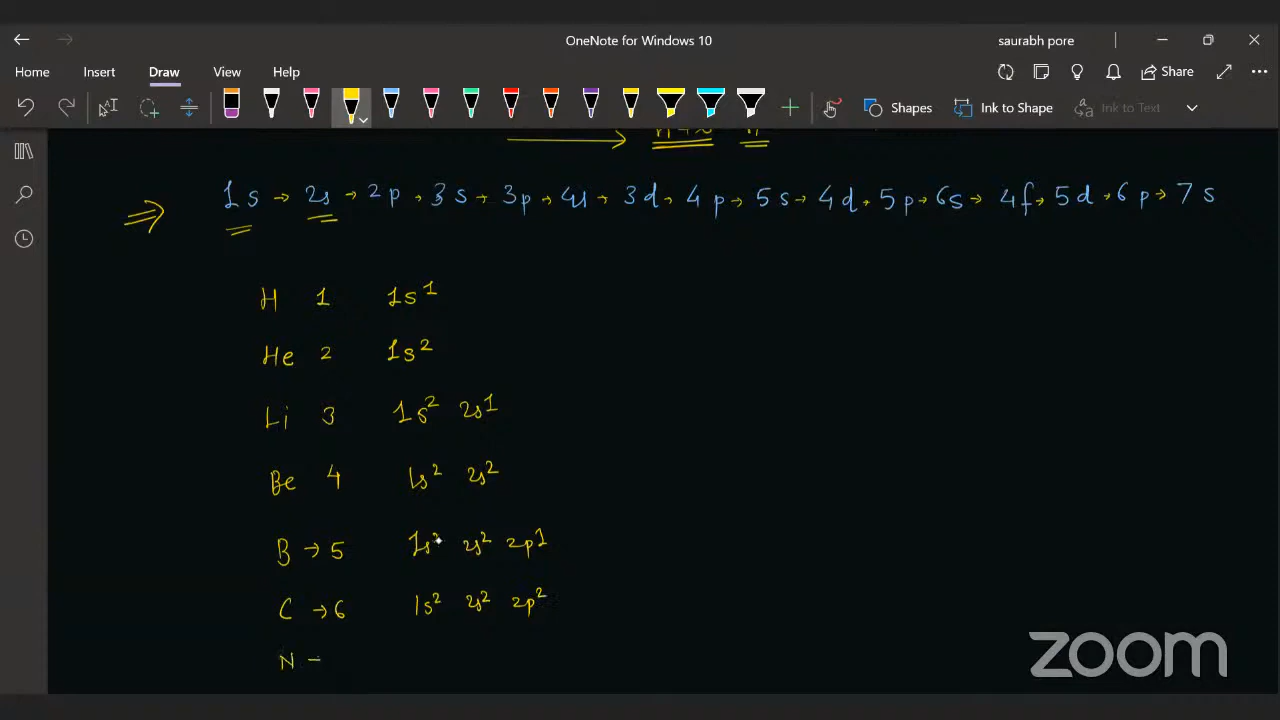 OneNote for Windows 10
saurabh pore
Home Insert Draw View Help
Share
Shapes Ink to Shape Ink to Text
n
⇒ 1s → 2s → 2p → 3s → 3p → 4s → 3d → 4p → 5s → 4d → 5p → 6s → 4f → 5d → 6p → 7s
H 1 1s¹
He 2 1s²
Li 3 1s² 2s¹
Be 4 1s² 2s²
B → 5 1s² 2s² 2p¹
C → 6 1s² 2s² 2p²
N –
zoom